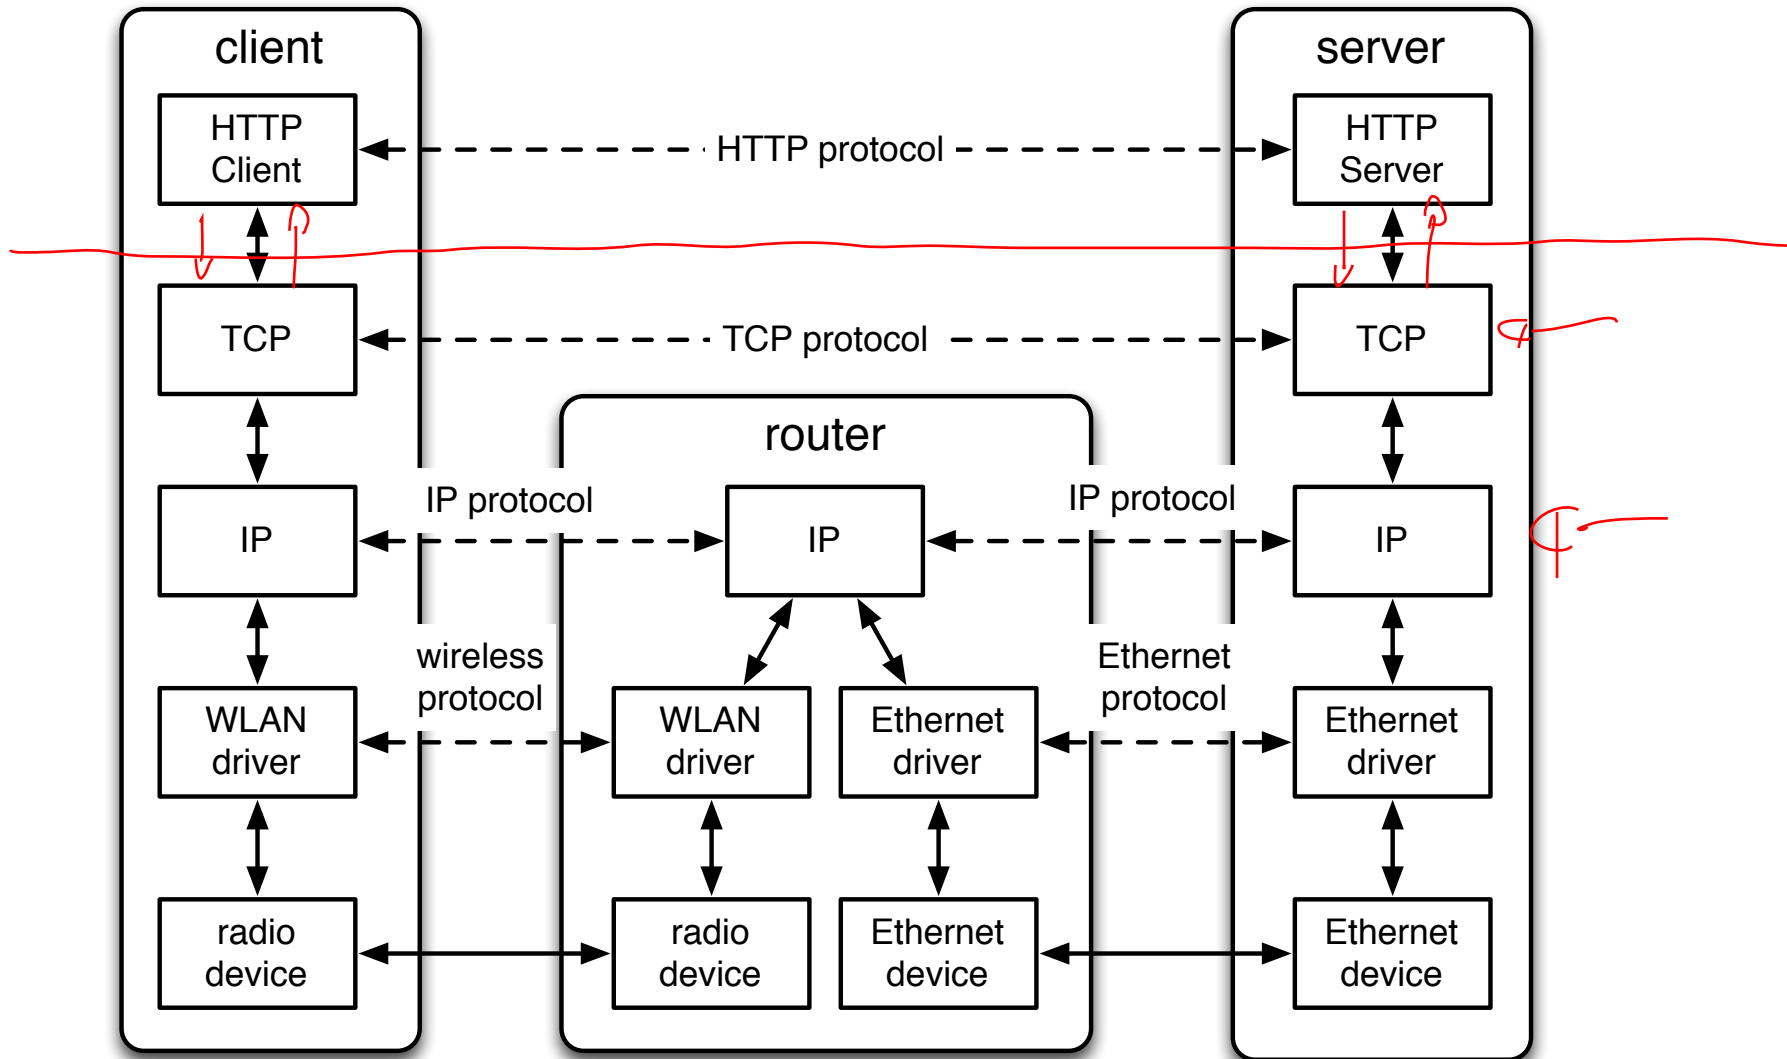 client
server
HTTP
Client
HTTP protocol
HTTP
Server
TCP
TCP protocol
TCP
router
IP protocol
IP protocol
IP
IP
IP
wireless
protocol
Ethernet
protocol
WLAN
driver
WLAN
driver
Ethernet
driver
Ethernet
driver
radio
device
radio
device
Ethernet
device
Ethernet
device